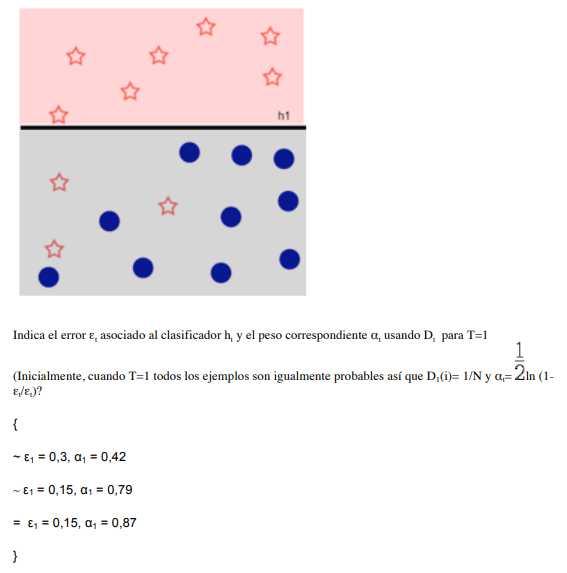 h1
Indica el error εₜ asociado al clasificador hₜ y el peso correspondiente αₜ usando Dₜ para T=1
(Inicialmente, cuando T=1 todos los ejemplos son igualmente probables así que D₁(i)= 1/N y αₜ= 1/2 ln (1-
εₜ/εₜ)?
{
~ ε₁ = 0,3, α₁ = 0,42
~ ε₁ = 0,15, α₁ = 0,79
= ε₁ = 0,15, α₁ = 0,87
}